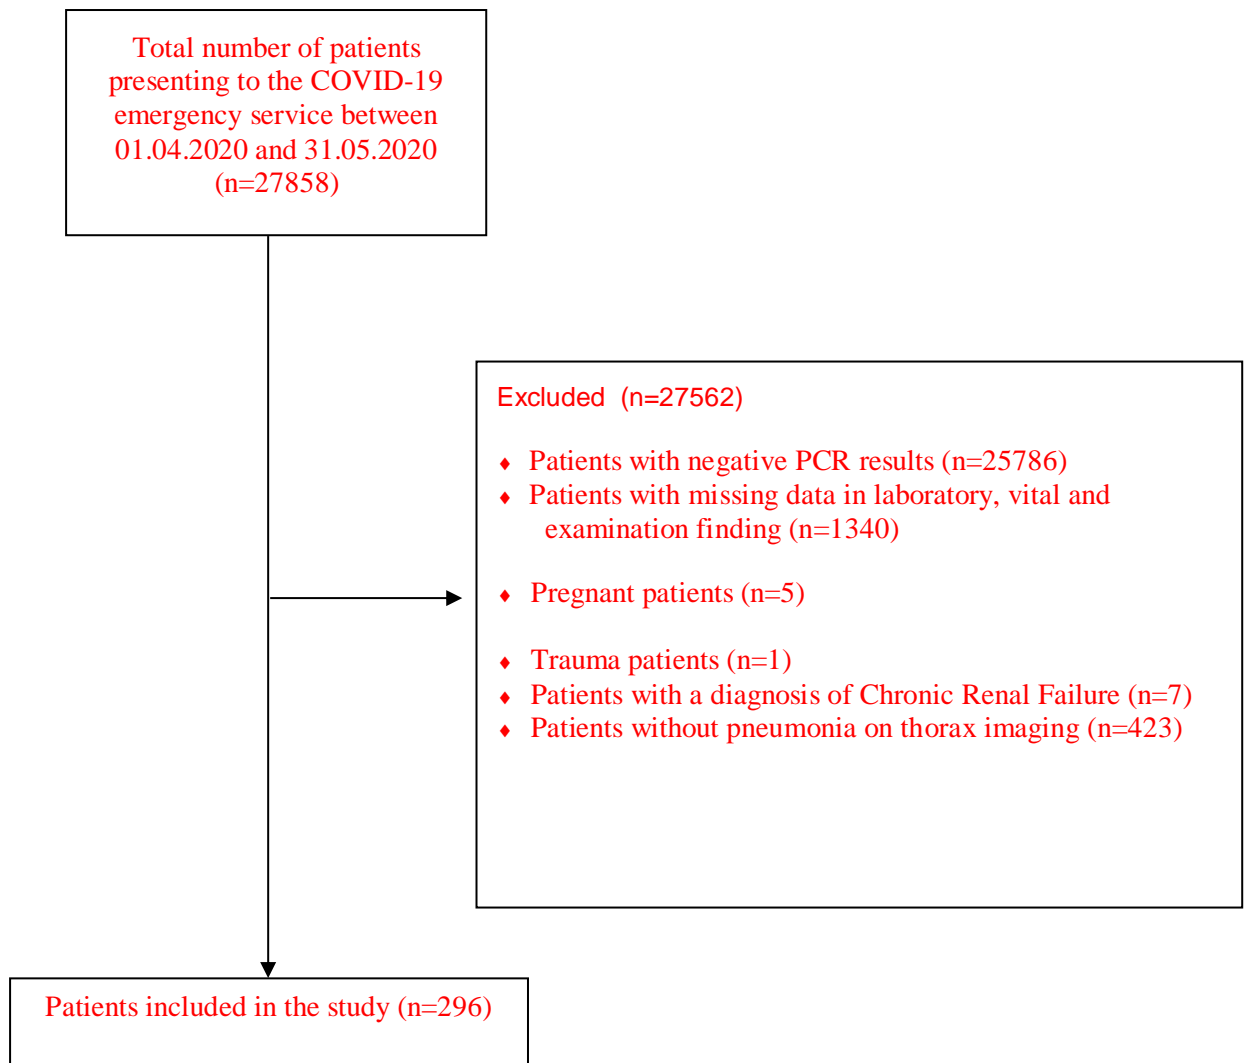 Total number of patients
presenting to the COVID-19
emergency service between
01.04.2020 and 31.05.2020
(n=27858)
Excluded (n=27562)
♦ Patients with negative PCR results (n=25786)
♦ Patients with missing data in laboratory, vital and
examination finding (n=1340)
♦ Pregnant patients (n=5)
♦ Trauma patients (n=1)
♦ Patients with a diagnosis of Chronic Renal Failure (n=7)
♦ Patients without pneumonia on thorax imaging (n=423)
Patients included in the study (n=296)